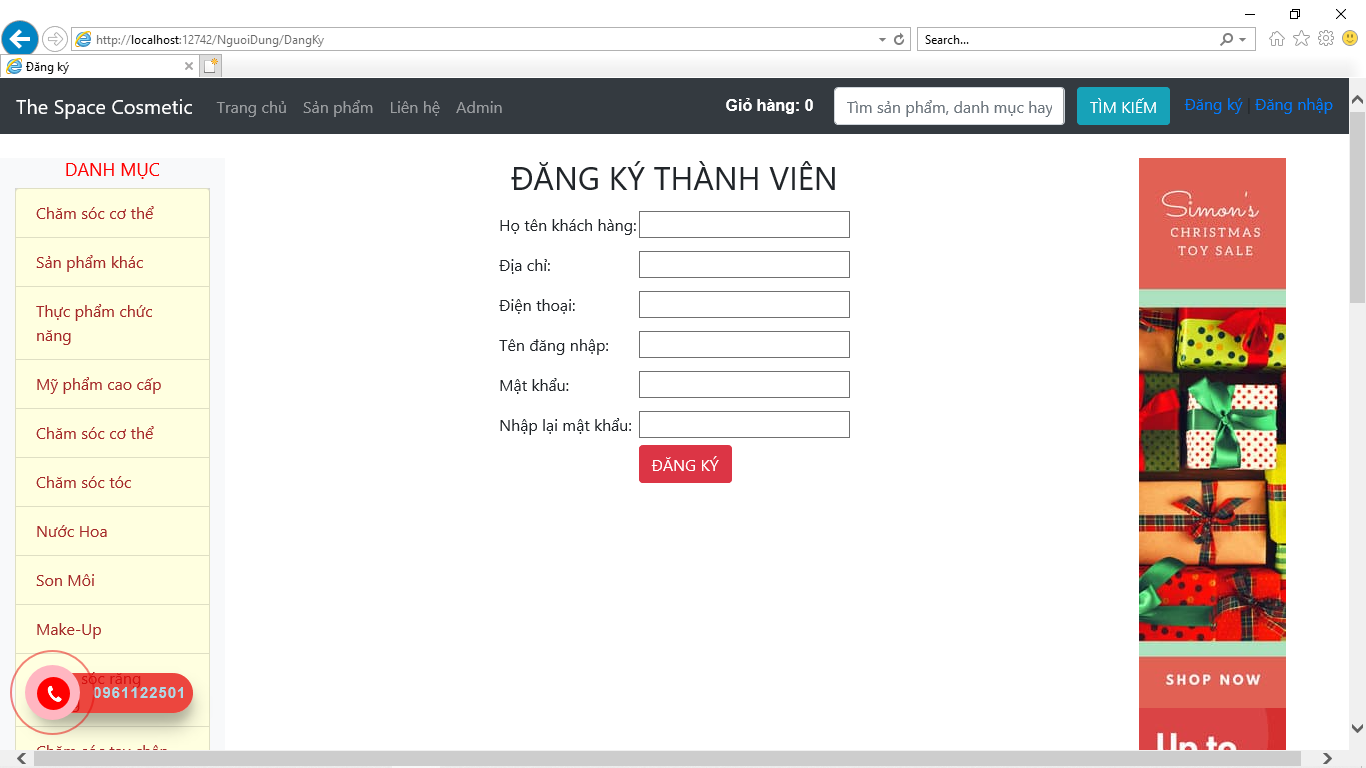 http://localhost:12742/NguoiDung/DangKy
Search...
Đăng ký
The Space Cosmetic
Trang chủ
Sản phẩm
Liên hệ
Admin
Giỏ hàng: 0
Tìm sản phẩm, danh mục hay
TÌM KIẾM
Đăng ký | Đăng nhập
DANH MỤC
Chăm sóc cơ thể
Sản phẩm khác
Thực phẩm chức
năng
Mỹ phẩm cao cấp
Chăm sóc cơ thể
Chăm sóc tóc
Nước Hoa
Son Môi
Make-Up
sóc răng
0961122501
Chăm sóc tay chân
ĐĂNG KÝ THÀNH VIÊN
Họ tên khách hàng:
Địa chỉ:
Điện thoại:
Tên đăng nhập:
Mật khẩu:
Nhập lại mật khẩu:
ĐĂNG KÝ
Simon's
CHRISTMAS
TOY SALE
SHOP NOW
Up to